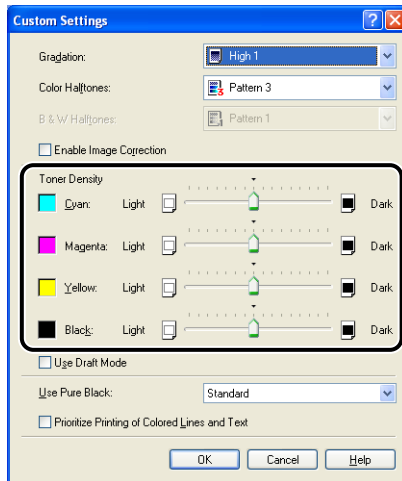 Custom Settings
Gradation: High 1
Color Halftones: Pattern 3
B & W Halftones: Pattern 1
Enable Image Correction
Toner Density
Cyan: Light Dark
Magenta: Light Dark
Yellow: Light Dark
Black: Light Dark
Use Draft Mode
Use Pure Black: Standard
Prioritize Printing of Colored Lines and Text
OK Cancel Help